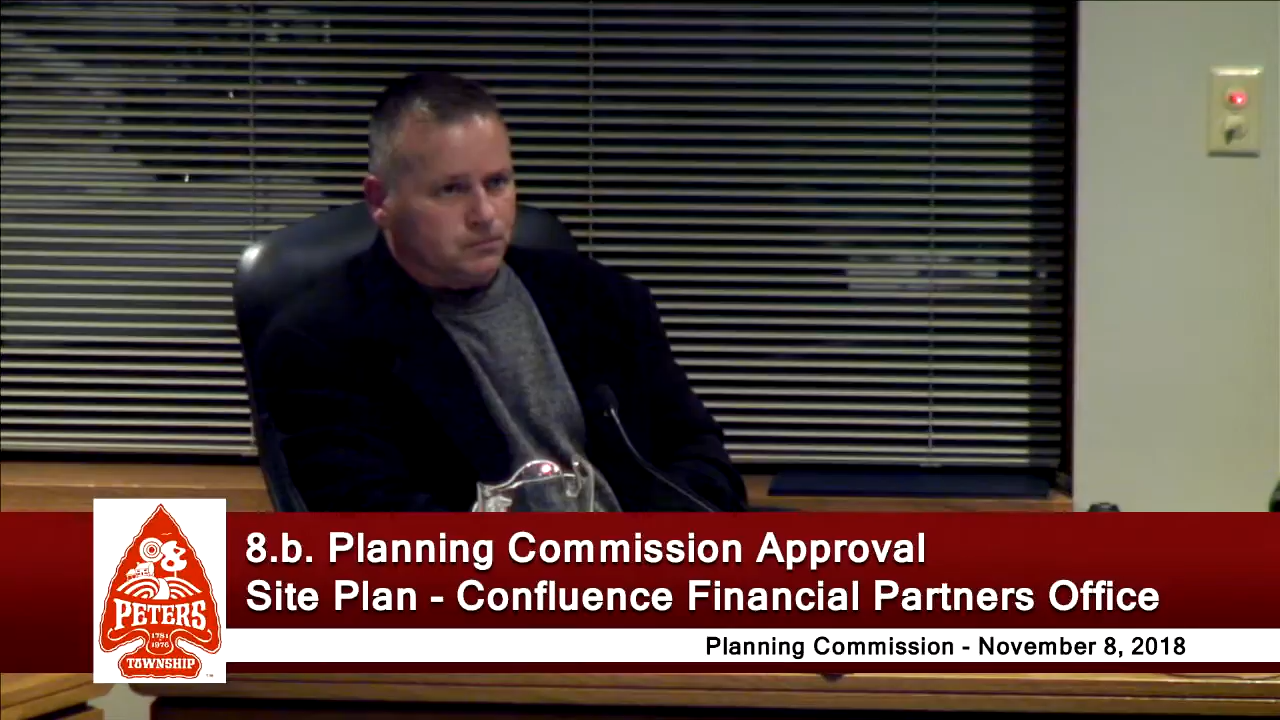 8.b. Planning Commission Approval
Site Plan - Confluence Financial Partners Office
Planning Commission - November 8, 2018
PETERS
1781
1976
TOWNSHIP